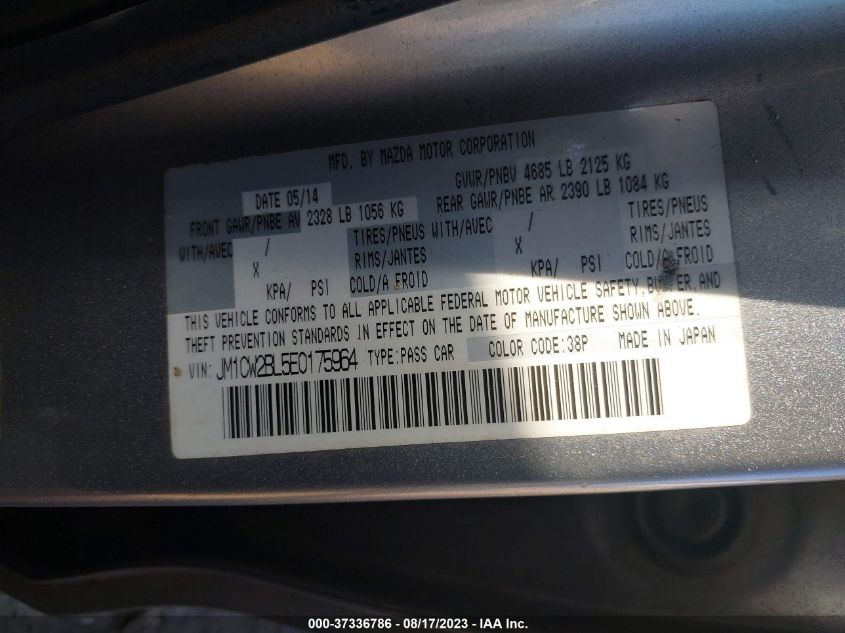 MFD. BY MAZDA MOTOR CORPORATION
DATE 05/14 GVWR/PNBV 4685 LB 2125 KG
FRONT GAWR/PNBE AV 2328 LB 1056 KG REAR GAWR/PNBE AR 2390 LB 1084 KG
WITH/AVEC / TIRES/PNEUS WITH/AVEC / TIRES/PNEUS
X RIMS/JANTES X RIMS/JANTES
KPA/ PSI COLD/A FROID KPA/ PSI COLD/A FROID
THIS VEHICLE CONFORMS TO ALL APPLICABLE FEDERAL MOTOR VEHICLE SAFETY, AND
THEFT PREVENTION STANDARDS IN EFFECT ON THE DATE OF MANUFACTURE SHOWN ABOVE.
VIN: JM1CW2BL5E0175964 TYPE:PASS CAR COLOR CODE:38P MADE IN JAPAN
000-37336786 - 08/17/2023 - IAA Inc.